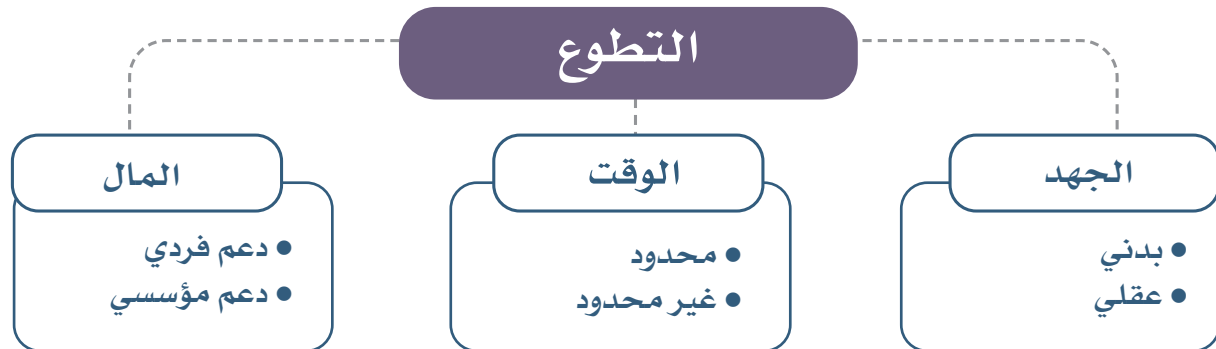 التطوع
الجهد
● بدني
● عقلي
الوقت
● محدود
● غير محدود
المال
● دعم فردي
● دعم مؤسسي